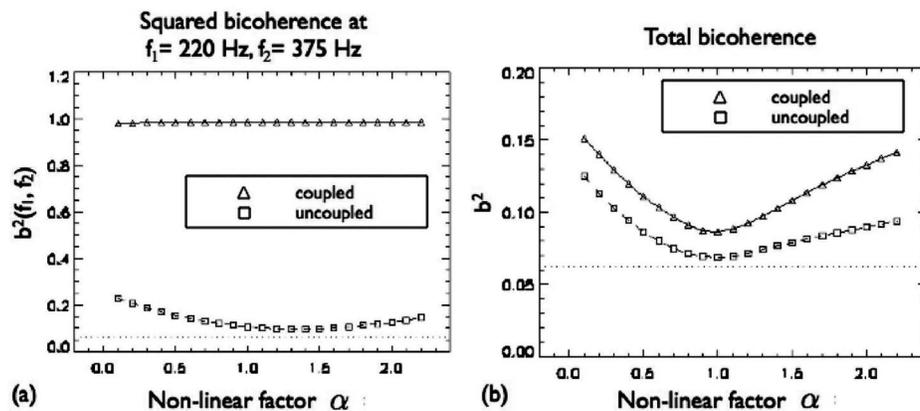 Squared bicoherence at
f₁= 220 Hz, f₂= 375 Hz
1.2
1.0
0.8
0.6
0.4
0.2
0.0
b²(f₁, f₂)
coupled
uncoupled
0.0 0.5 1.0 1.5 2.0
(a)
Non-linear factor α
Total bicoherence
0.20
0.15
0.10
0.05
0.00
b²
coupled
uncoupled
0.0 0.5 1.0 1.5 2.0
(b)
Non-linear factor α